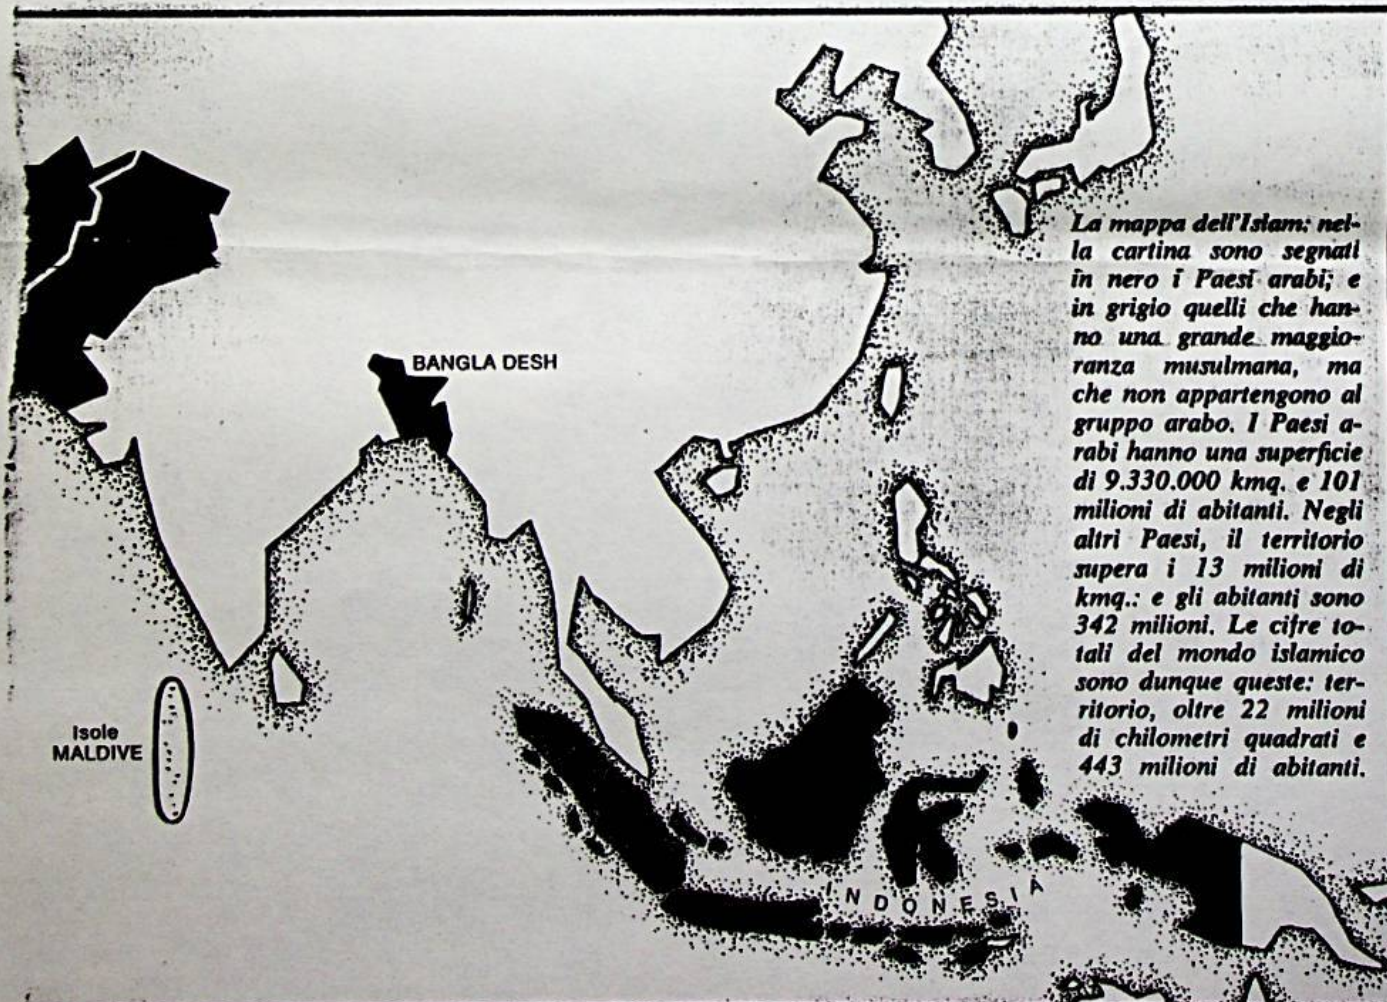 La mappa dell'Islam: nel-
la cartina sono segnati
in nero i Paesi arabi; e
in grigio quelli che han-
no una grande maggio-
ranza musulmana, ma
che non appartengono al
gruppo arabo. I Paesi a-
rabi hanno una superficie
di 9.330.000 kmq. e 101
milioni di abitanti. Negli
altri Paesi, il territorio
supera i 13 milioni di
kmq.: e gli abitanti sono
342 milioni. Le cifre to-
tali del mondo islamico
sono dunque queste: ter-
ritorio, oltre 22 milioni
di chilometri quadrati e
443 milioni di abitanti.
BANGLA DESH
Isole
MALDIVE
INDONESIA